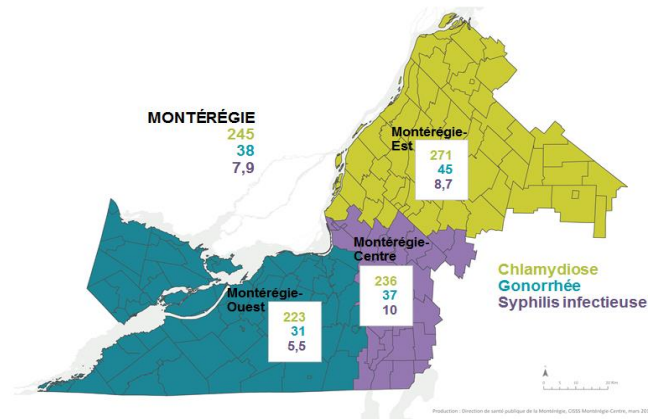 MONTÉRÉGIE
245
38
7,9
Montérégie-
Est
271
45
8,7
Montérégie-
Centre
236
37
10
Montérégie-
Ouest
223
31
5,5
Chlamydiose
Gonorrhée
Syphilis infectieuse
Production : Direction de santé publique de la Montérégie, CISSS Montérégie-Centre, mars